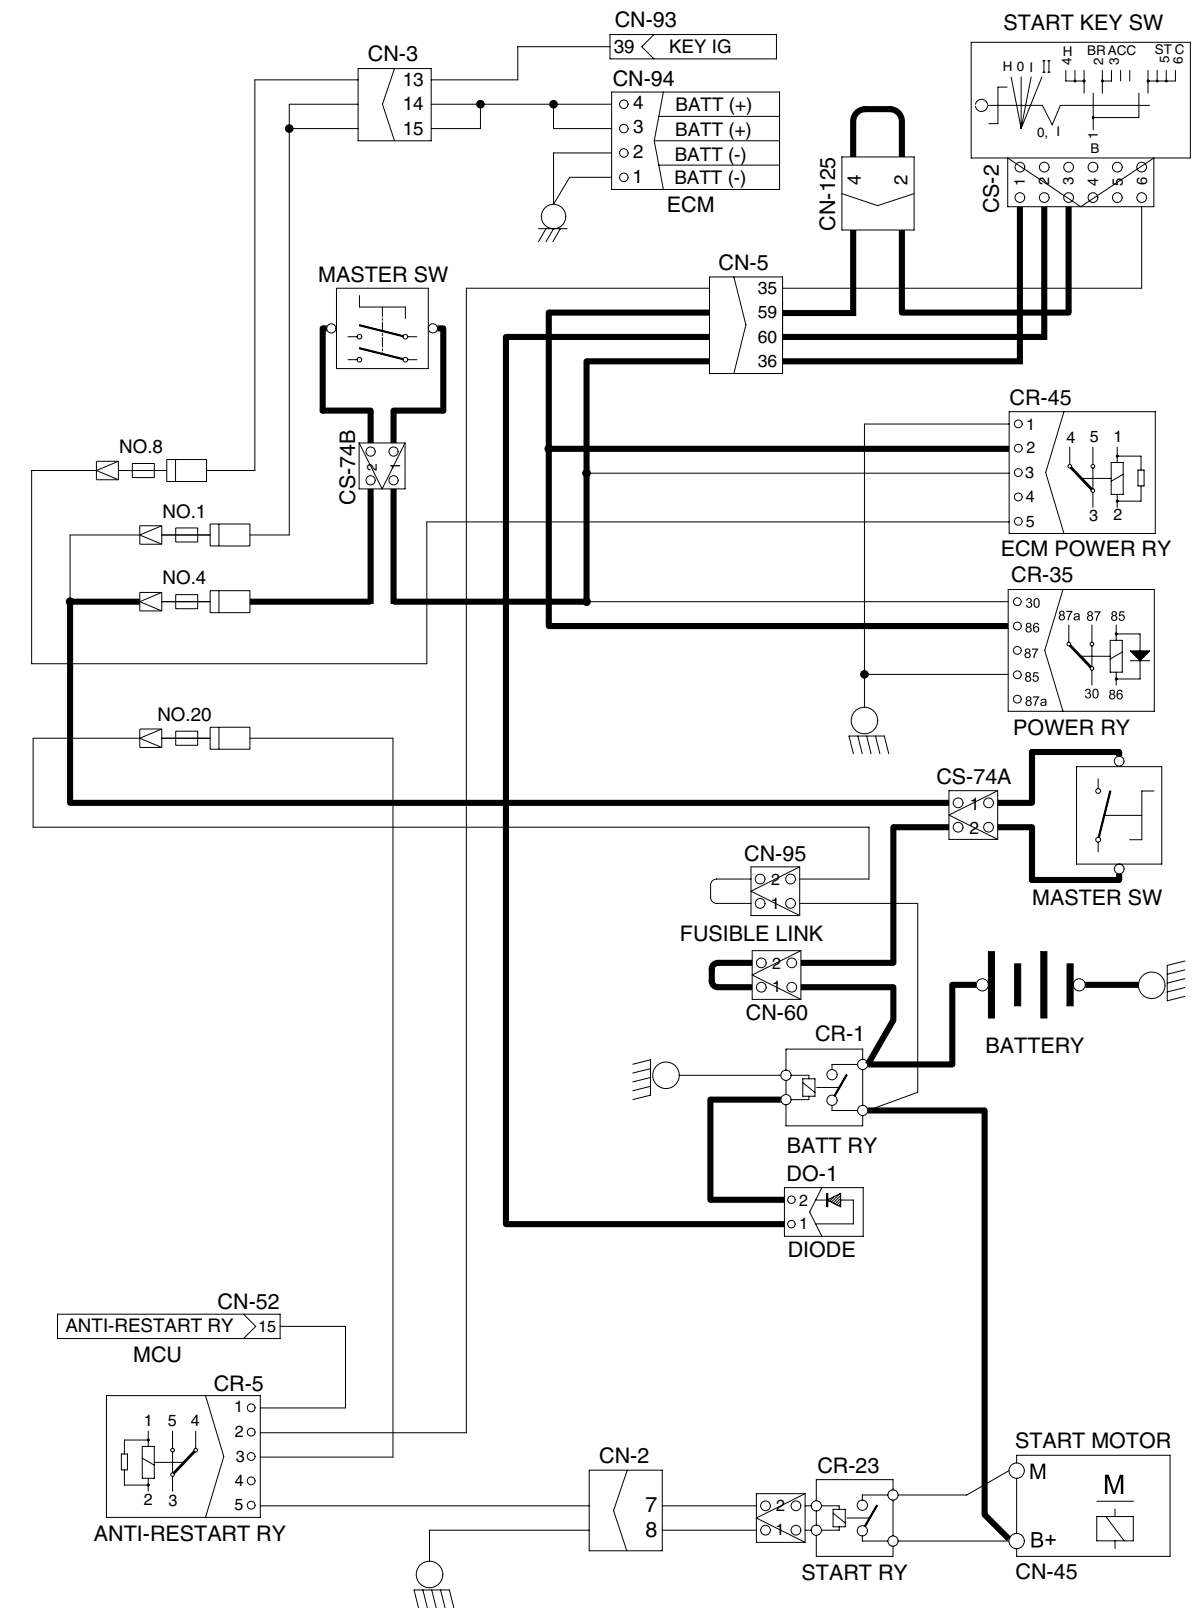 CN-93
START KEY SW
39 KEY IG
CN-3
13
14
15
CN-94
4 BATT (+)
3 BATT (+)
2 BATT (-)
1 BATT (-)
ECM
H BR ACC ST C
4 2 3 5 6
H 0 I II
0, I
1
B
CS-2
1 2 3 4 5 6
CN-125
4 2
CN-5
35
59
60
36
MASTER SW
CS-74B
2 1
NO.8
NO.1
NO.4
CR-45
1
2
3
4
5
4 5 1
3 2
ECM POWER RY
CR-35
30
86
87
85
87a
87a 87 85
30 86
POWER RY
NO.20
CS-74A
1
2
MASTER SW
CN-95
2
1
FUSIBLE LINK
2
1
CN-60
BATTERY
CR-1
BATT RY
DO-1
2
1
DIODE
CN-52
ANTI-RESTART RY 15
MCU
CR-5
1
2
3
4
5
1 5 4
2 3
ANTI-RESTART RY
CN-2
7
8
CR-23
2
1
START RY
START MOTOR
M
M
B+
CN-45